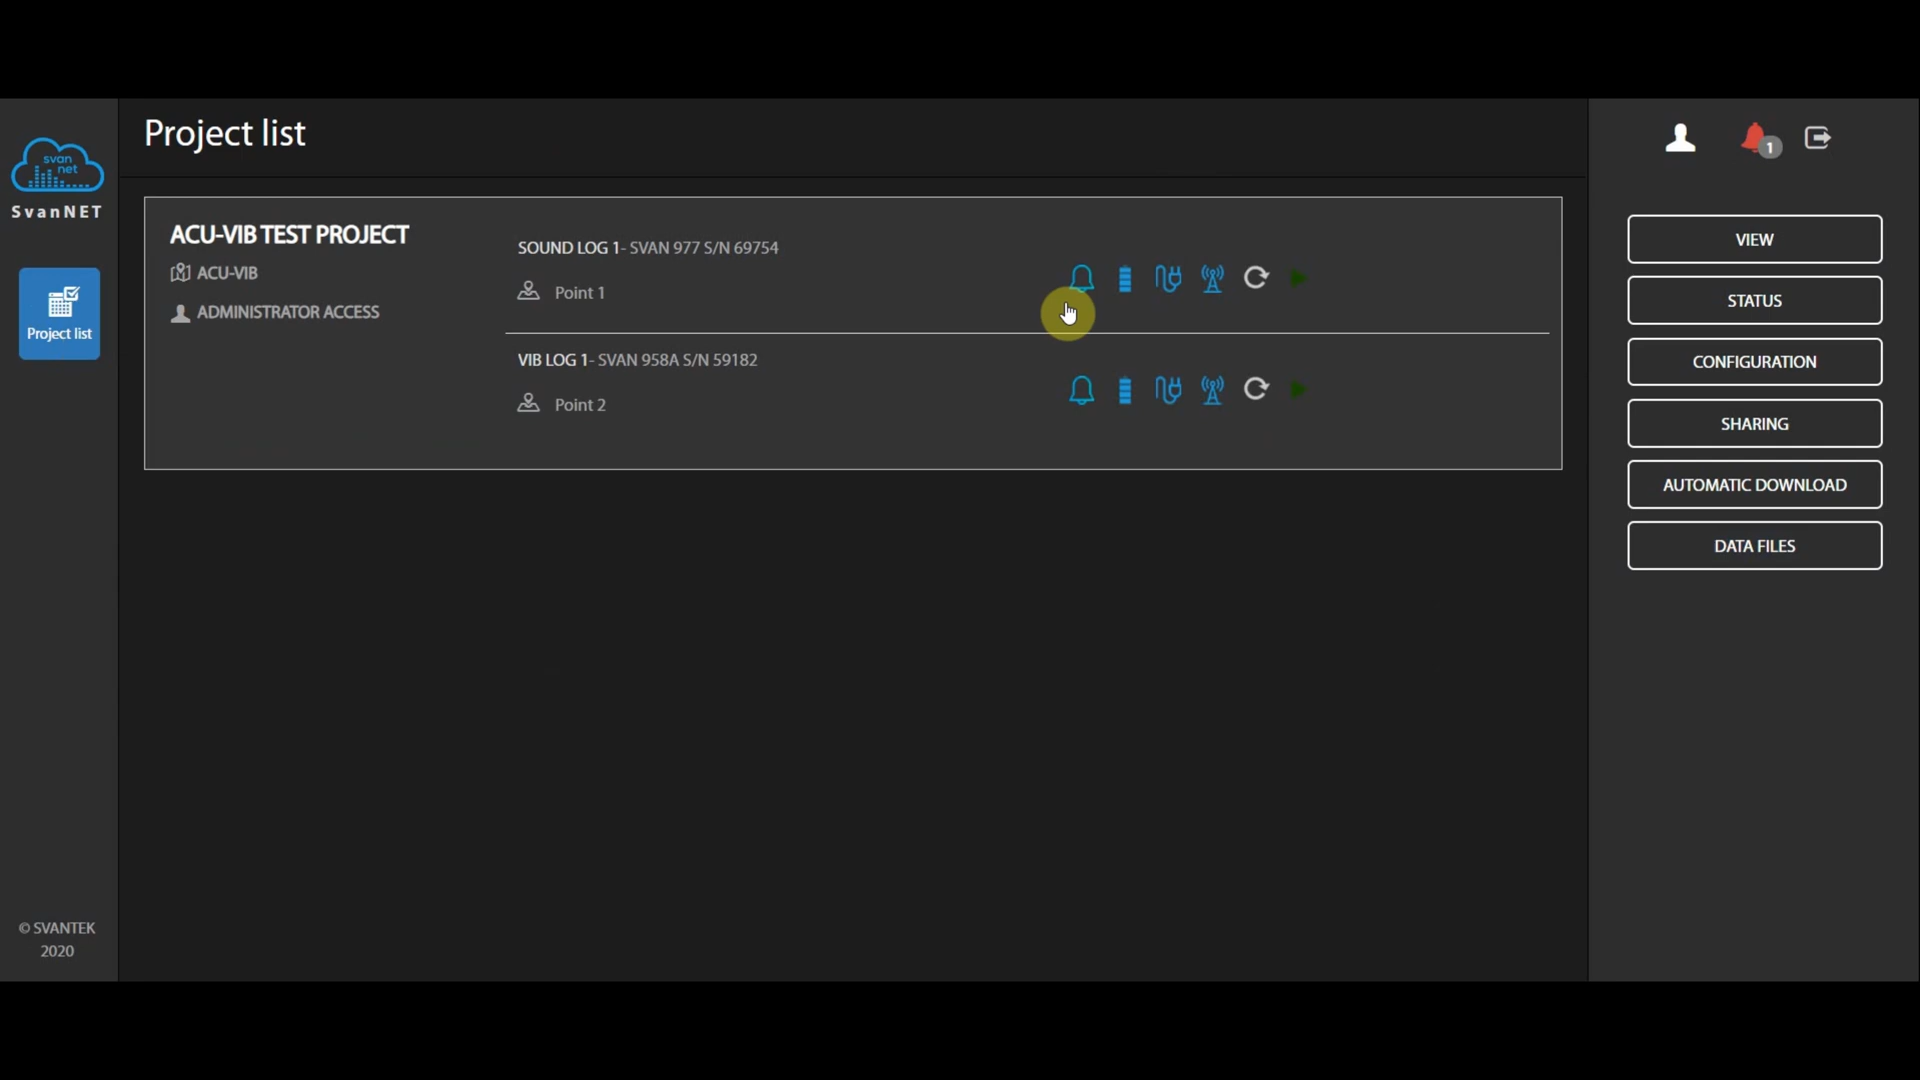 Project list
svan
net
SvanNET
Project list
ACU-VIB TEST PROJECT
ACU-VIB
ADMINISTRATOR ACCESS
SOUND LOG 1- SVAN 977 S/N 69754
Point 1
VIB LOG 1- SVAN 958A S/N 59182
Point 2
1
VIEW
STATUS
CONFIGURATION
SHARING
AUTOMATIC DOWNLOAD
DATA FILES
© SVANTEK
2020